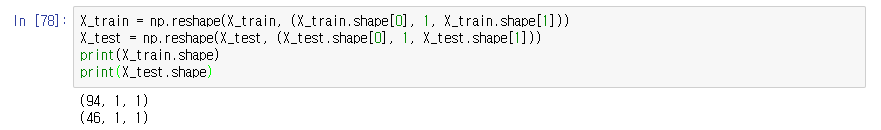 In [78]: X_train = np.reshape(X_train, (X_train.shape[0], 1, X_train.shape[1]))
X_test = np.reshape(X_test, (X_test.shape[0], 1, X_test.shape[1]))
print(X_train.shape)
print(X_test.shape)
(94, 1, 1)
(46, 1, 1)